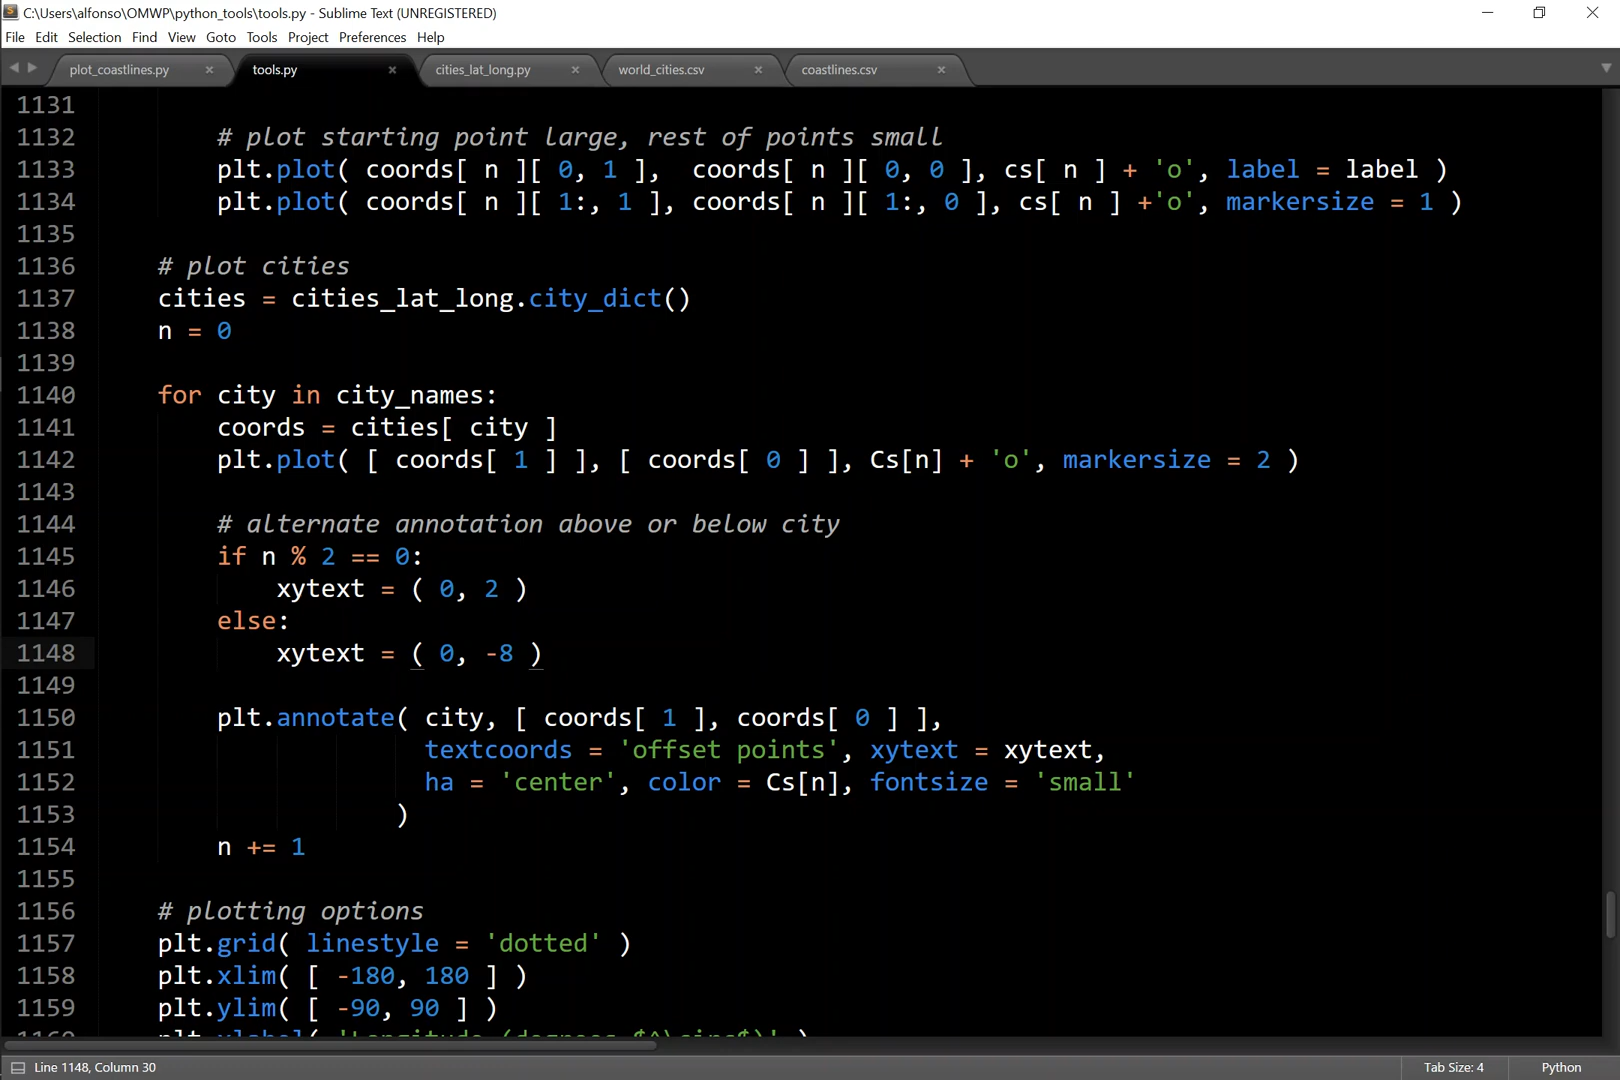 C:\Users\alfonso\OMWP\python_tools\tools.py - Sublime Text (UNREGISTERED)
File Edit Selection Find View Goto Tools Project Preferences Help
plot_coastlines.py × tools.py × cities_lat_long.py × world_cities.csv × coastlines.csv ×
1131
1132 # plot starting point large, rest of points small
1133 plt.plot( coords[ n ][ 0, 1 ], coords[ n ][ 0, 0 ], cs[ n ] + 'o', label = label )
1134 plt.plot( coords[ n ][ 1:, 1 ], coords[ n ][ 1:, 0 ], cs[ n ] +'o', markersize = 1 )
1135
1136 # plot cities
1137 cities = cities_lat_long.city_dict()
1138 n = 0
1139
1140 for city in city_names:
1141 coords = cities[ city ]
1142 plt.plot( [ coords[ 1 ] ], [ coords[ 0 ] ], Cs[n] + 'o', markersize = 2 )
1143
1144 # alternate annotation above or below city
1145 if n % 2 == 0:
1146 xytext = ( 0, 2 )
1147 else:
1148 xytext = ( 0, -8 )
1149
1150 plt.annotate( city, [ coords[ 1 ], coords[ 0 ] ],
1151 textcoords = 'offset points', xytext = xytext,
1152 ha = 'center', color = Cs[n], fontsize = 'small'
1153 )
1154 n += 1
1155
1156 # plotting options
1157 plt.grid( linestyle = 'dotted' )
1158 plt.xlim( [ -180, 180 ] )
1159 plt.ylim( [ -90, 90 ] )
1160 plt.xlabel( 'Longitude (degrees $^\circ$)' )
Line 1148, Column 30 Tab Size: 4 Python